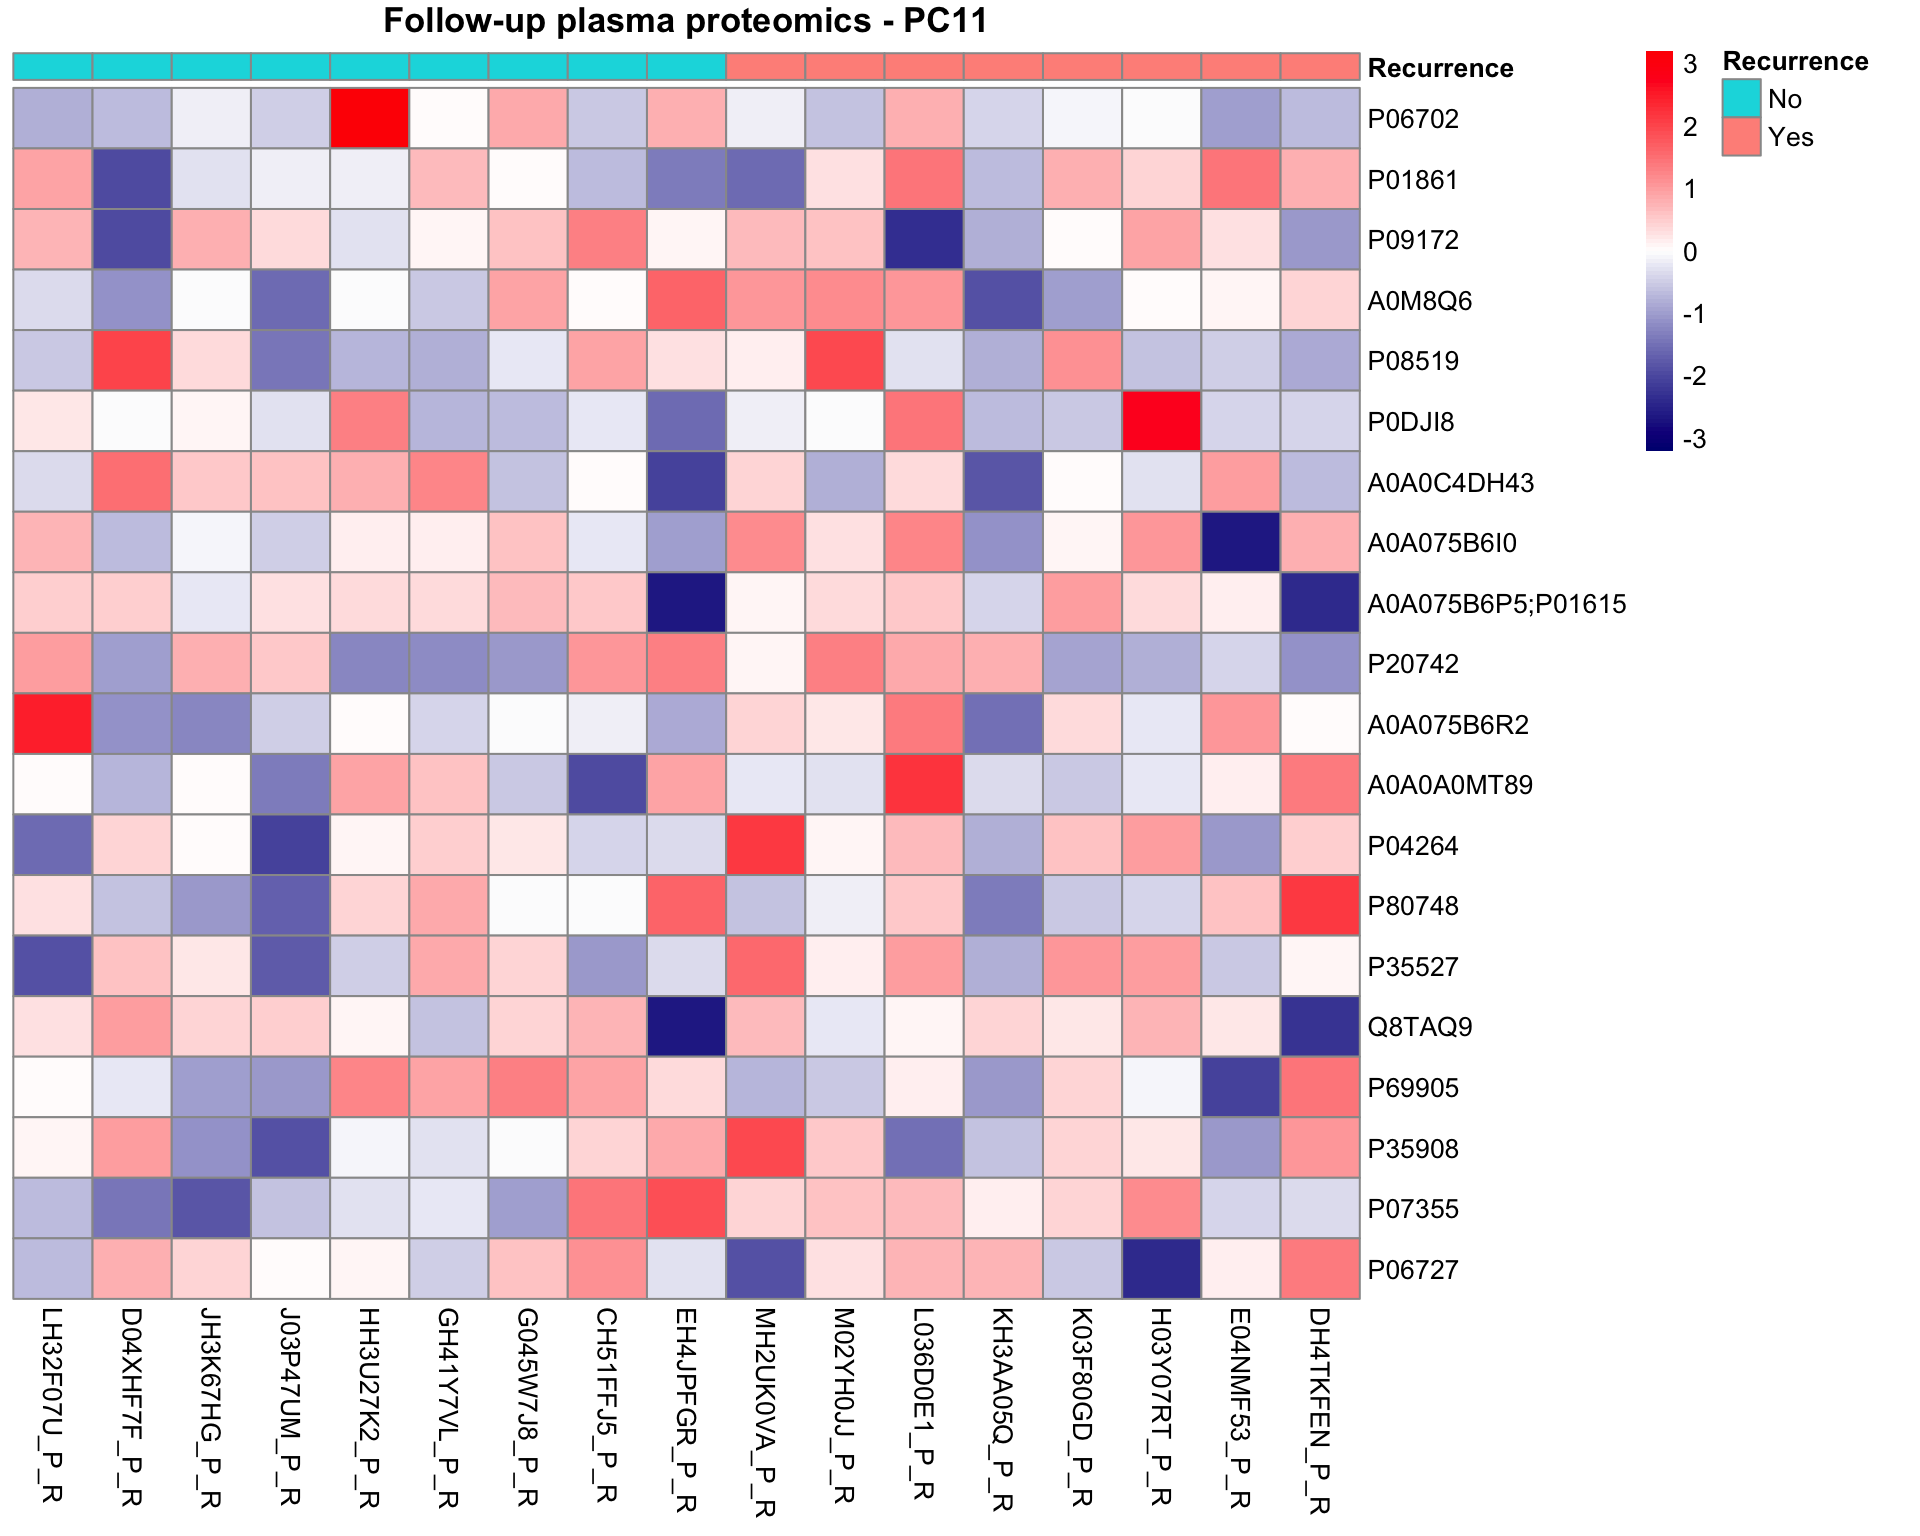 Follow-up plasma proteomics - PC11
Recurrence
P06702
P01861
P09172
A0M8Q6
P08519
P0DJI8
A0A0C4DH43
A0A075B6I0
A0A075B6P5;P01615
P20742
A0A075B6R2
A0A0A0MT89
P04264
P80748
P35527
Q8TAQ9
P69905
P35908
P07355
P06727
LH32F07U_P_R
D04XHF7F_P_R
JH3K67HG_P_R
J03P47UM_P_R
HH3U27K2_P_R
GH41Y7VL_P_R
G045W7J8_P_R
CH51FFJ5_P_R
EH4JPFGR_P_R
MH2UK0VA_P_R
M02YH0JJ_P_R
L036D0E1_P_R
KH3AA05Q_P_R
K03F80GD_P_R
H03Y07RT_P_R
E04NMF53_P_R
DH4TKFEN_P_R
3
2
1
0
-1
-2
-3
Recurrence
No
Yes